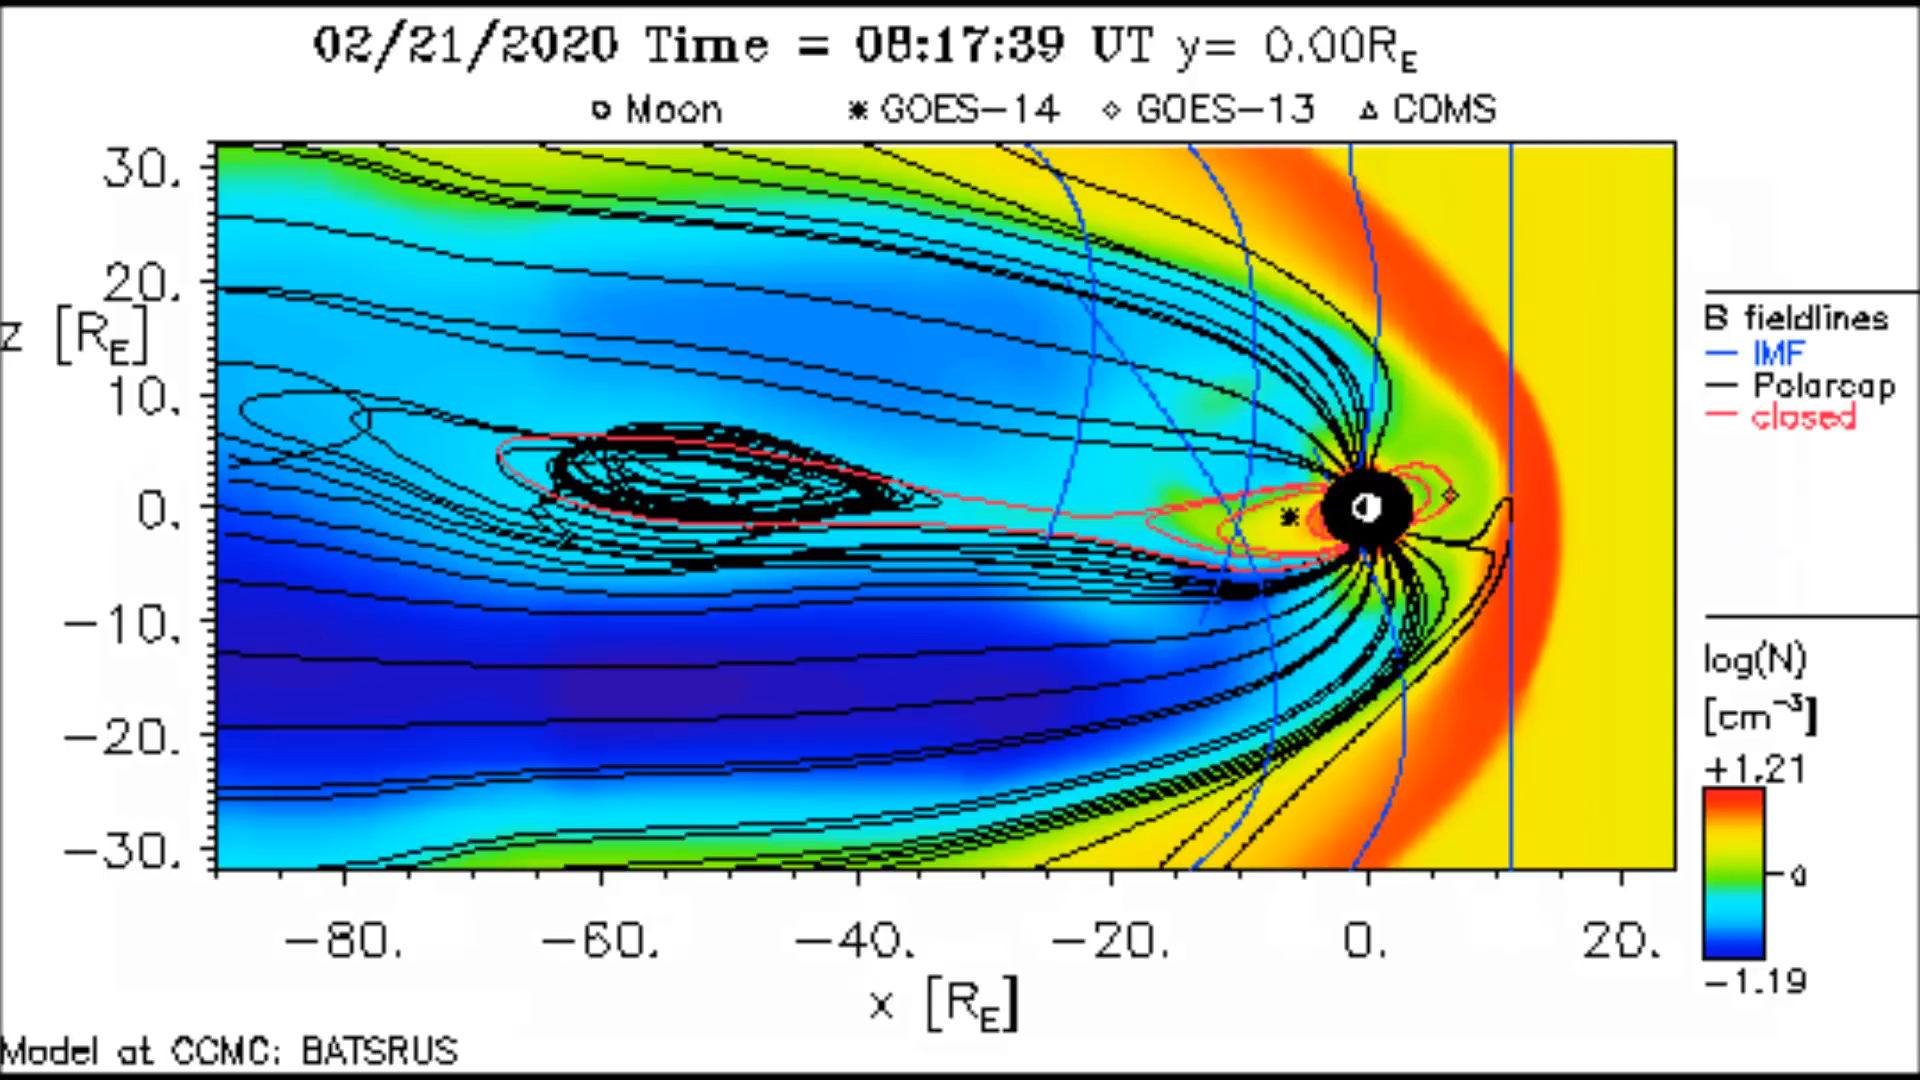 02/21/2020 Time = 08:17:39 UT y= 0.00RE
Moon GOES-14 GOES-13 COMS
30.
20.
z [RE]
10.
0.
-10.
-20.
-30.
B fieldlines
IMF
Polarcap
closed
log(N)
[cm-3]
+1.21
0
-1.19
-80. -60. -40. -20. 0. 20.
x [RE]
Model at CCMC: BATSRUS